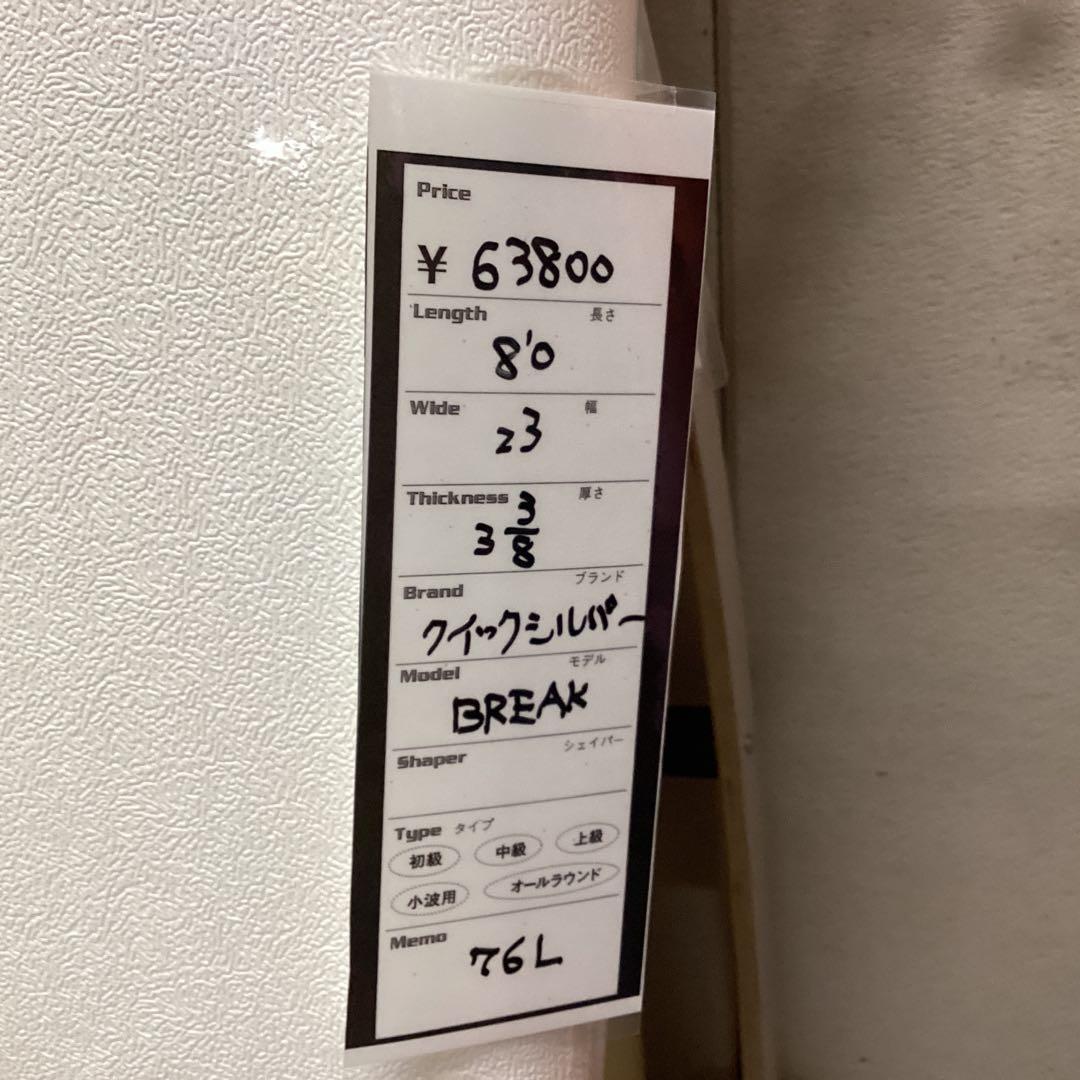 Price
¥ 63800
Length 長さ
8'0
Wide 幅
23
Thickness 厚さ
3 3/8
Brand ブランド
クイックシルバー
Model モデル
BREAK
Shaper シェイパー
Type タイプ
初級 中級 上級
小波用 オールラウンド
Memo
76L